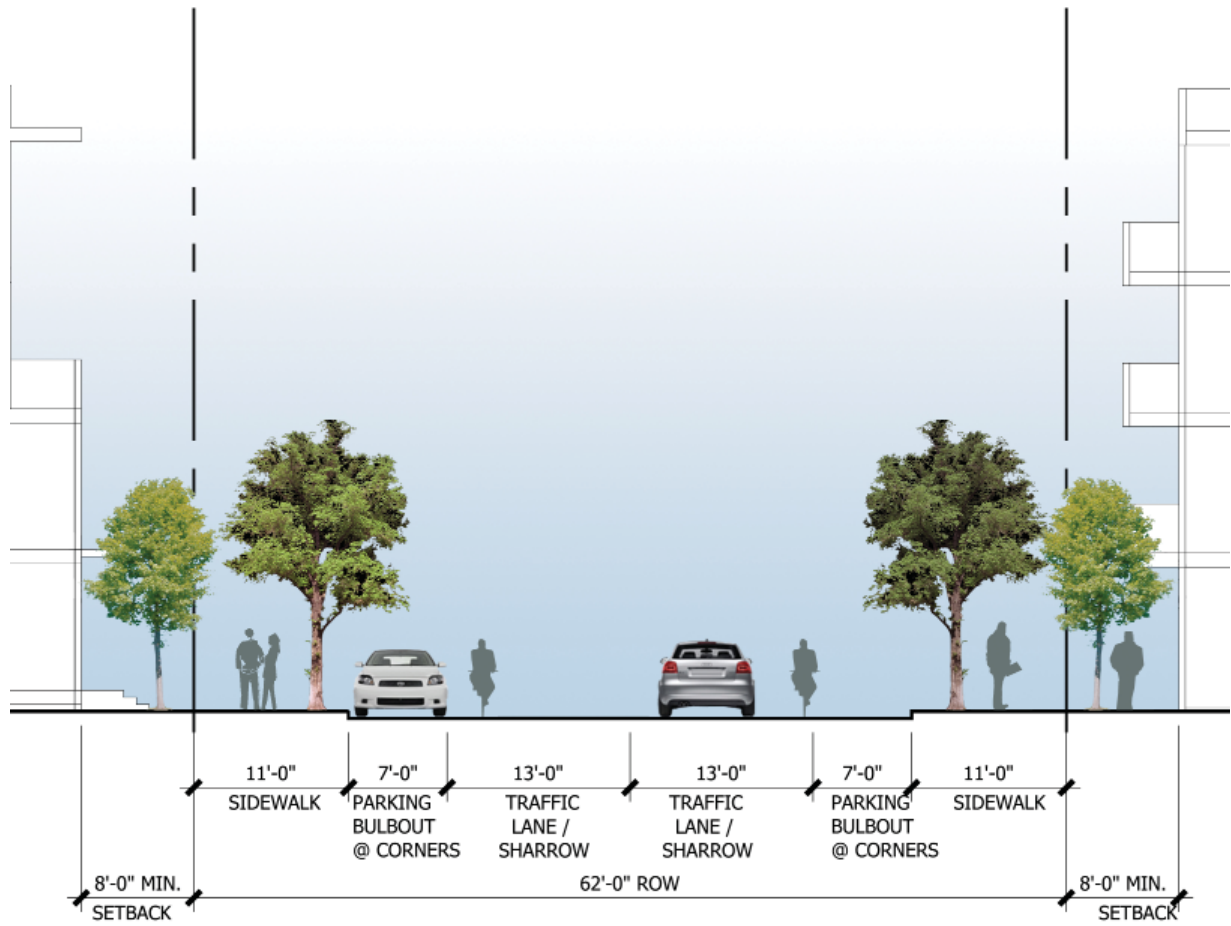 11'-0"
SIDEWALK
7'-0"
PARKING
BULBOUT
@ CORNERS
13'-0"
TRAFFIC
LANE /
SHARROW
13'-0"
TRAFFIC
LANE /
SHARROW
7'-0"
PARKING
BULBOUT
@ CORNERS
11'-0"
SIDEWALK
8'-0" MIN.
SETBACK
62'-0" ROW
8'-0" MIN.
SETBACK